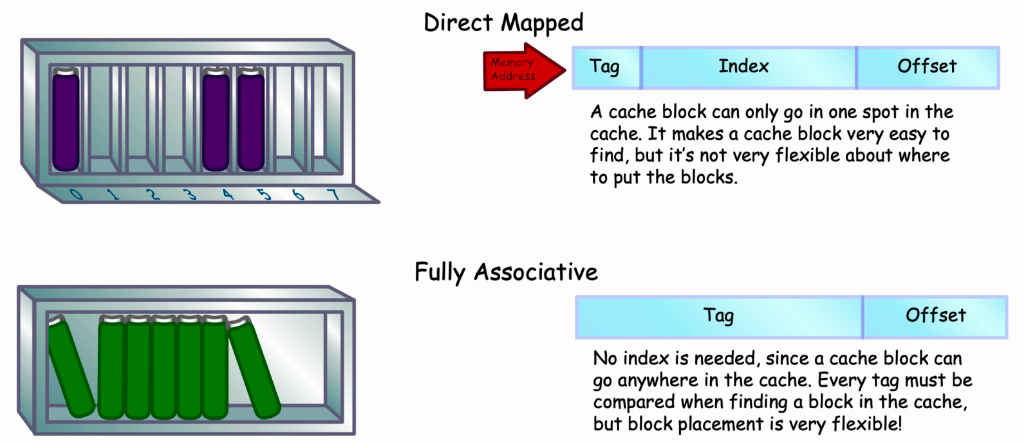 Direct Mapped
Memory
Address
Tag Index Offset
A cache block can only go in one spot in the
cache. It makes a cache block very easy to
find, but it's not very flexible about where
to put the blocks.
0 1 2 3 4 5 6 7
Fully Associative
Tag Offset
No index is needed, since a cache block can
go anywhere in the cache. Every tag must be
compared when finding a block in the cache,
but block placement is very flexible!